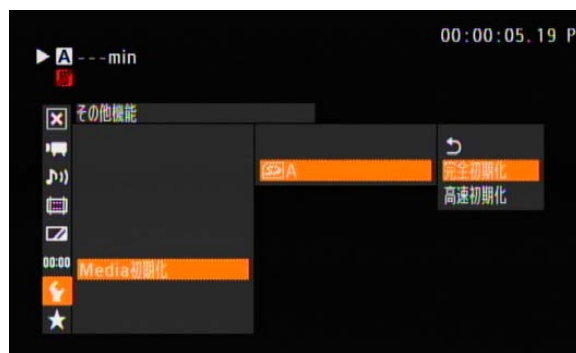 00:00:05.19 P
A ---min
その他機能
SD A
完全初期化
高速初期化
00:00
Media初期化